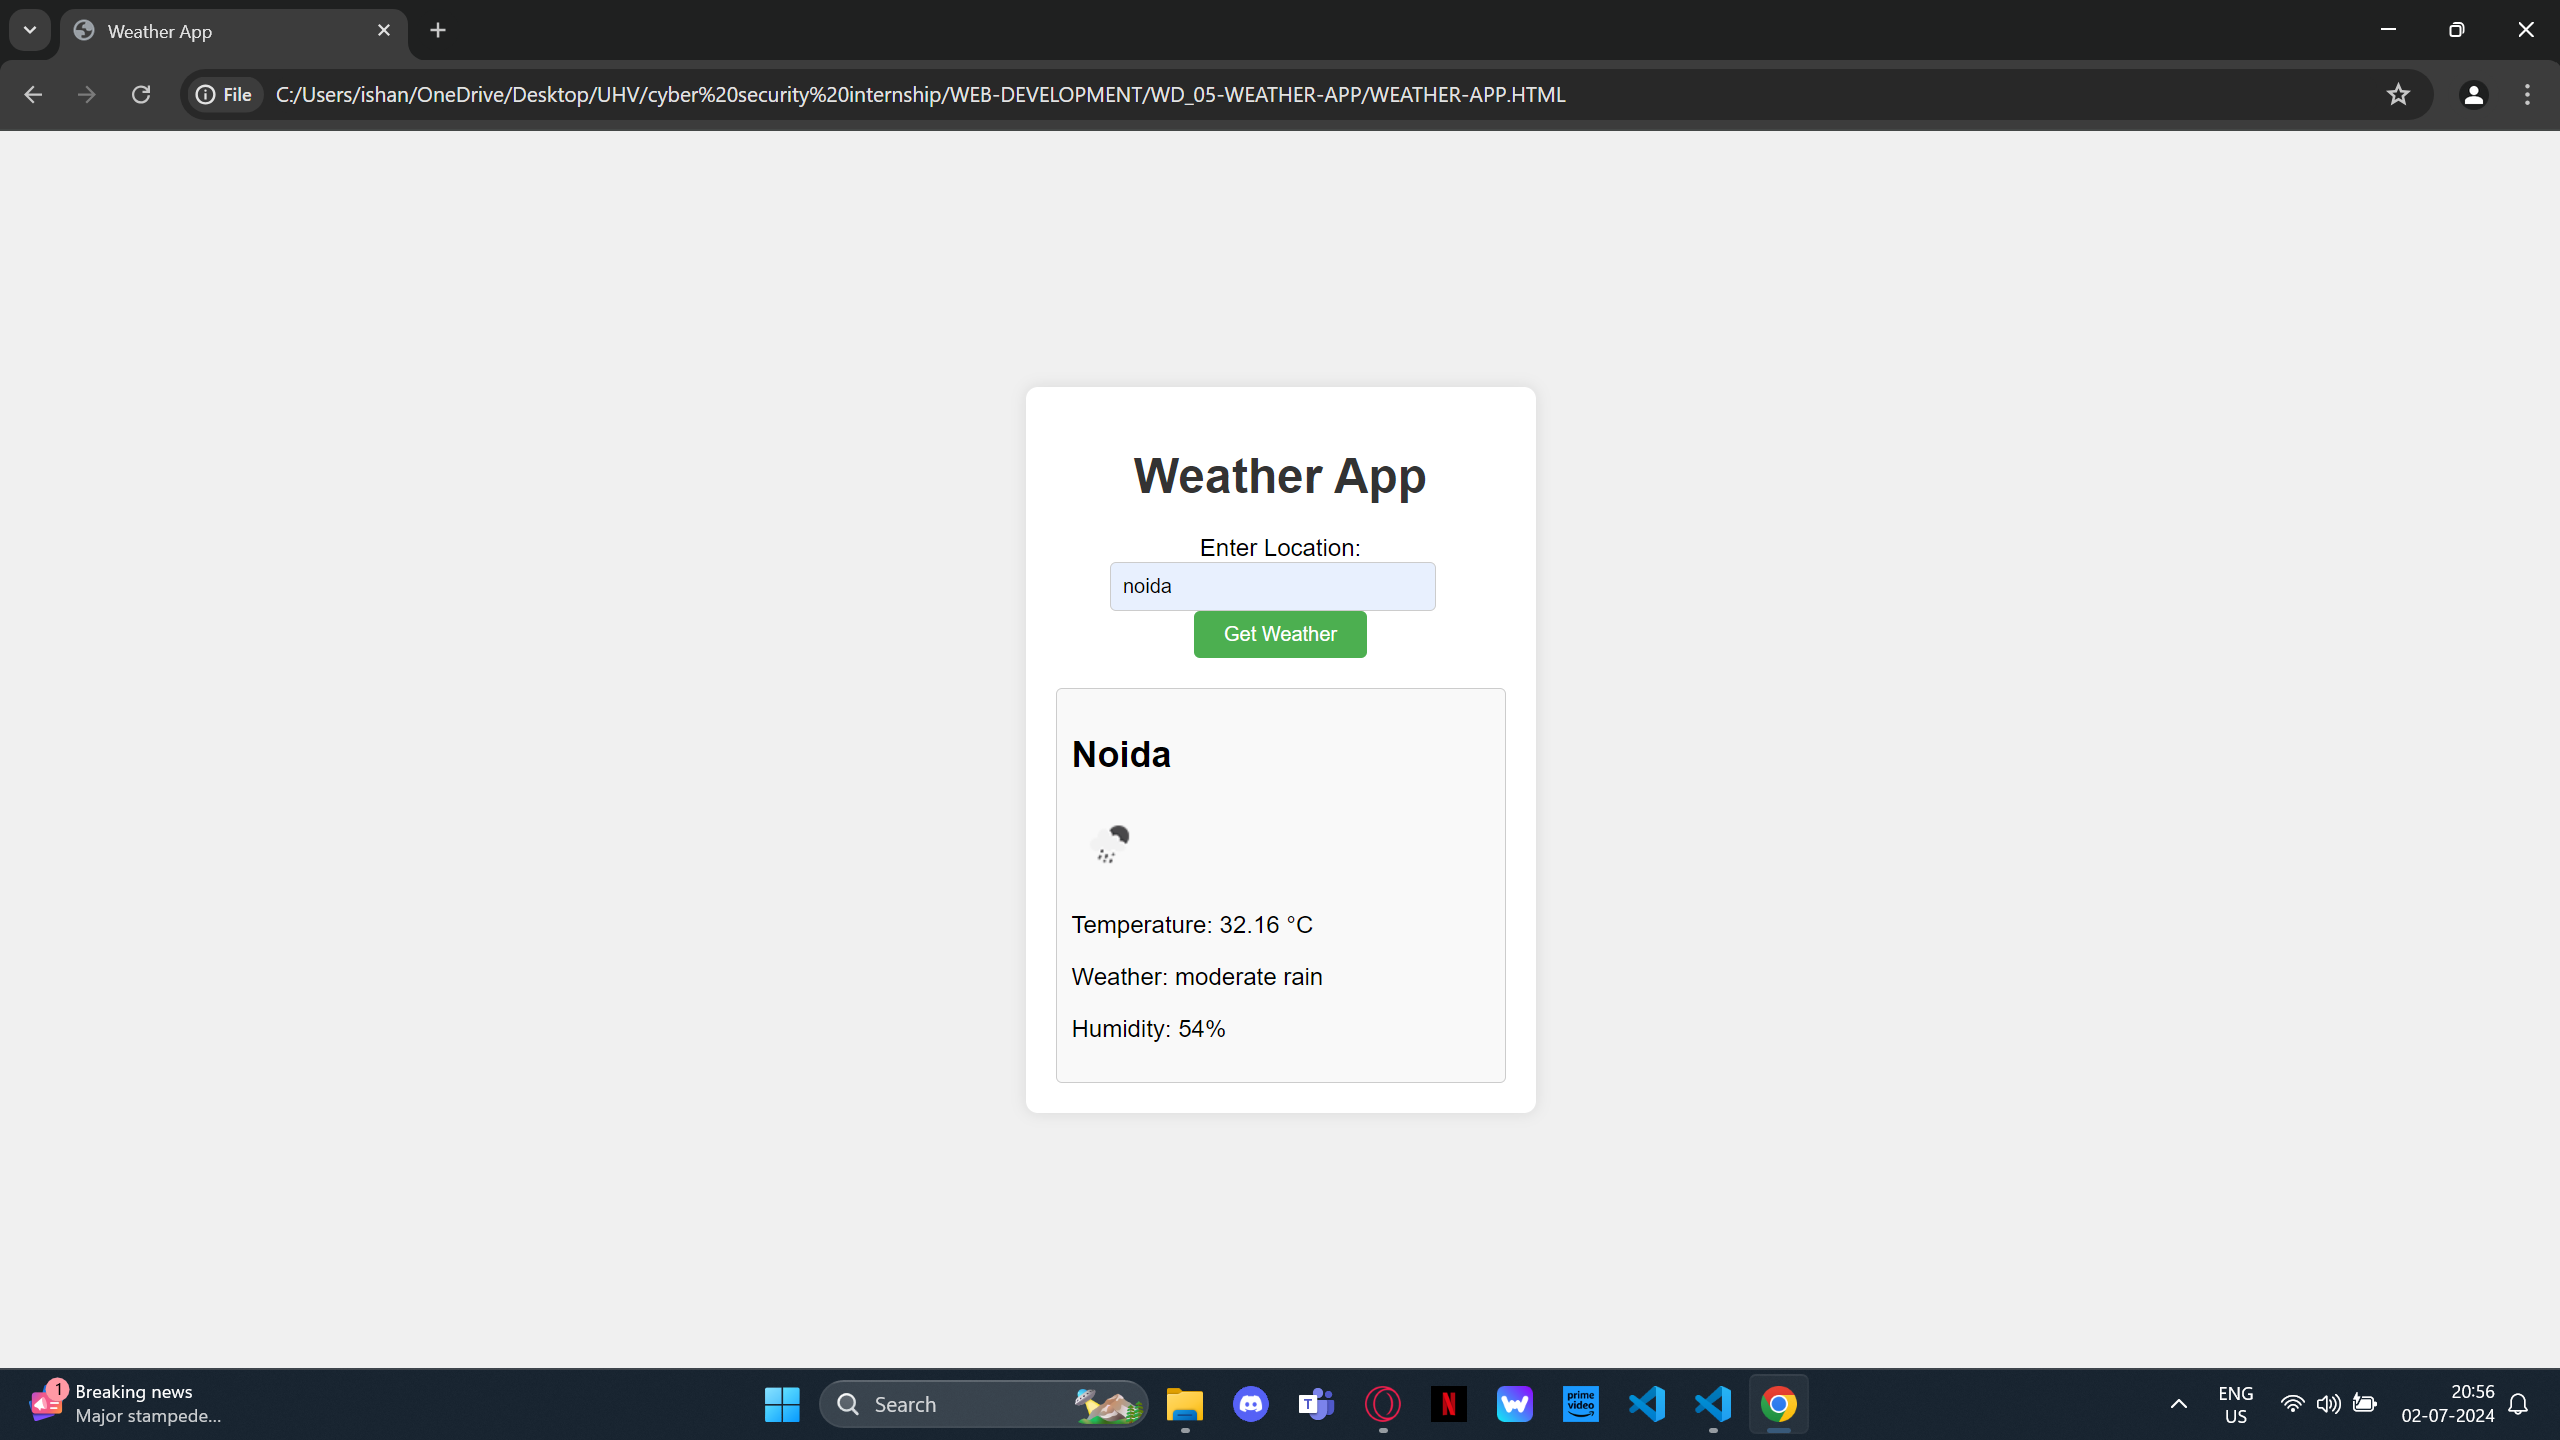 Weather App
File C:/Users/ishan/OneDrive/Desktop/UHV/cyber%20security%20internship/WEB-DEVELOPMENT/WD_05-WEATHER-APP/WEATHER-APP.HTML
Weather App
Enter Location:
noida
Get Weather
Noida
Temperature: 32.16 °C
Weather: moderate rain
Humidity: 54%
1
Breaking news
Major stampede...
Search
T
N
W
prime
video
ENG
US
20:56
02-07-2024